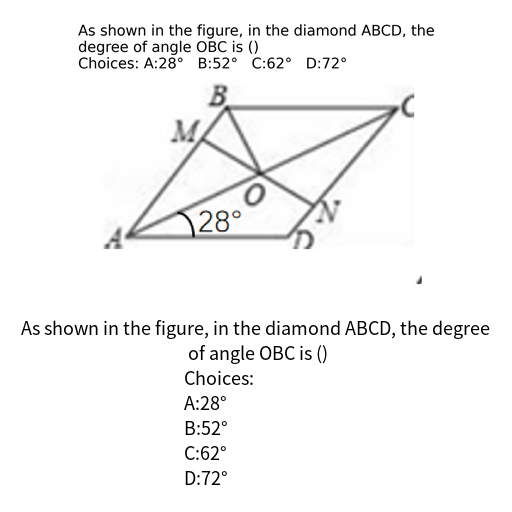 As shown in the figure, in the diamond ABCD, the
degree of angle OBC is ()
Choices: A:28° B:52° C:62° D:72°
B
C
M
O
N
28°
A
D
As shown in the figure, in the diamond ABCD, the degree
of angle OBC is ()
Choices:
A:28°
B:52°
C:62°
D:72°